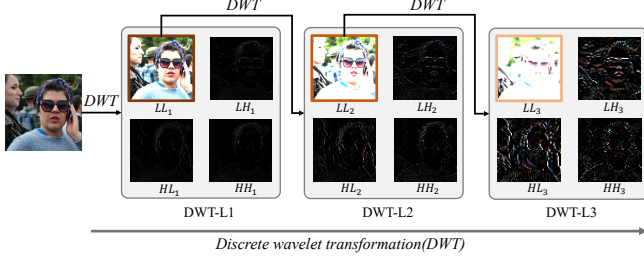 DWT
DWT
DWT
LL₁
LH₁
HL₁
HH₁
LL₂
LH₂
HL₂
HH₂
LL₃
LH₃
HL₃
HH₃
DWT-L1
DWT-L2
DWT-L3
Discrete wavelet transformation(DWT)